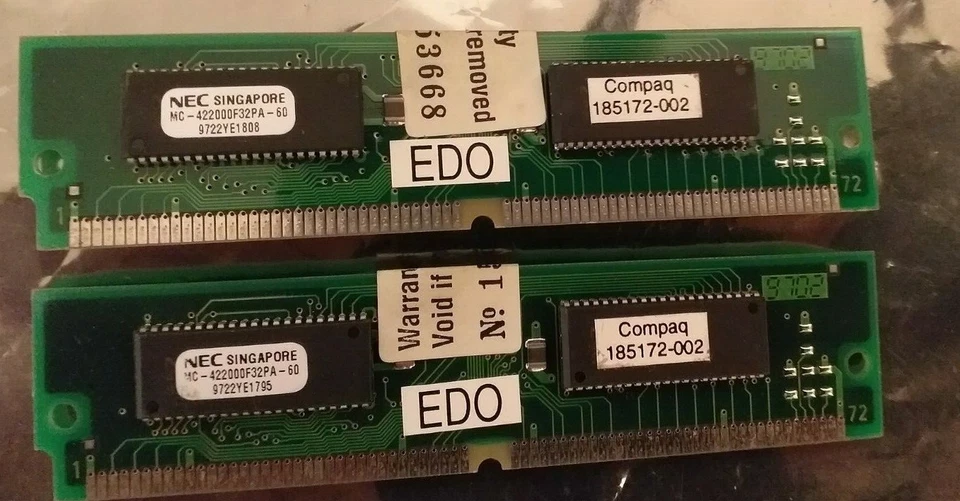 53668
removed
ty
9702
NEC SINGAPORE
MC-422000F32PA-60
9722YE1808
Compaq
185172-002
EDO
1
72
Warran
Void if
Nº 15
9702
NEC SINGAPORE
MC-422000F32PA-60
9722YE1795
Compaq
185172-002
EDO
1
72